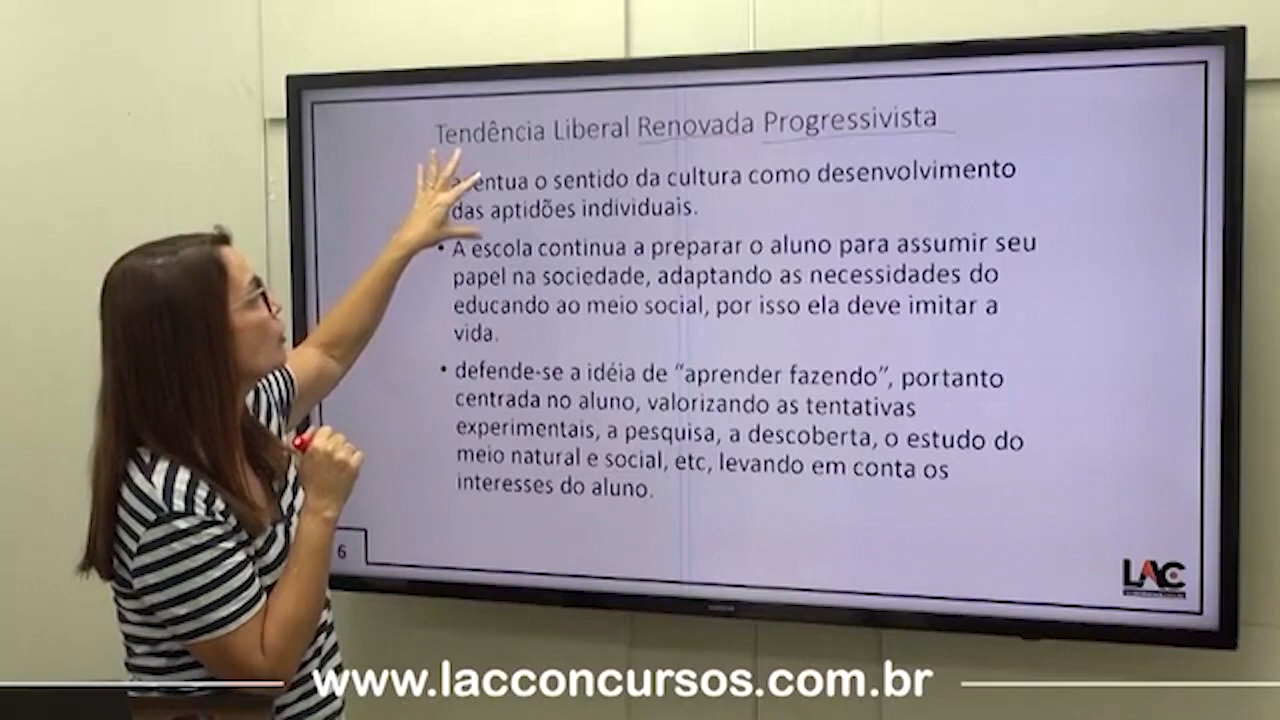 Tendência Liberal Renovada Progressivista
das aptidões individuais.
o sentido da cultura como desenvolvimento
• A escola continua a preparar o aluno para assumir seu
papel na sociedade, adaptando as necessidades do
educando ao meio social, por isso ela deve imitar a
vida.
• defende-se a idéia de “aprender fazendo”, portanto
centrada no aluno, valorizando as tentativas
experimentais, a pesquisa, a descoberta, o estudo do
meio natural e social, etc, levando em conta os
interesses do aluno.
6
LAC
www.lacconcursos.com.br